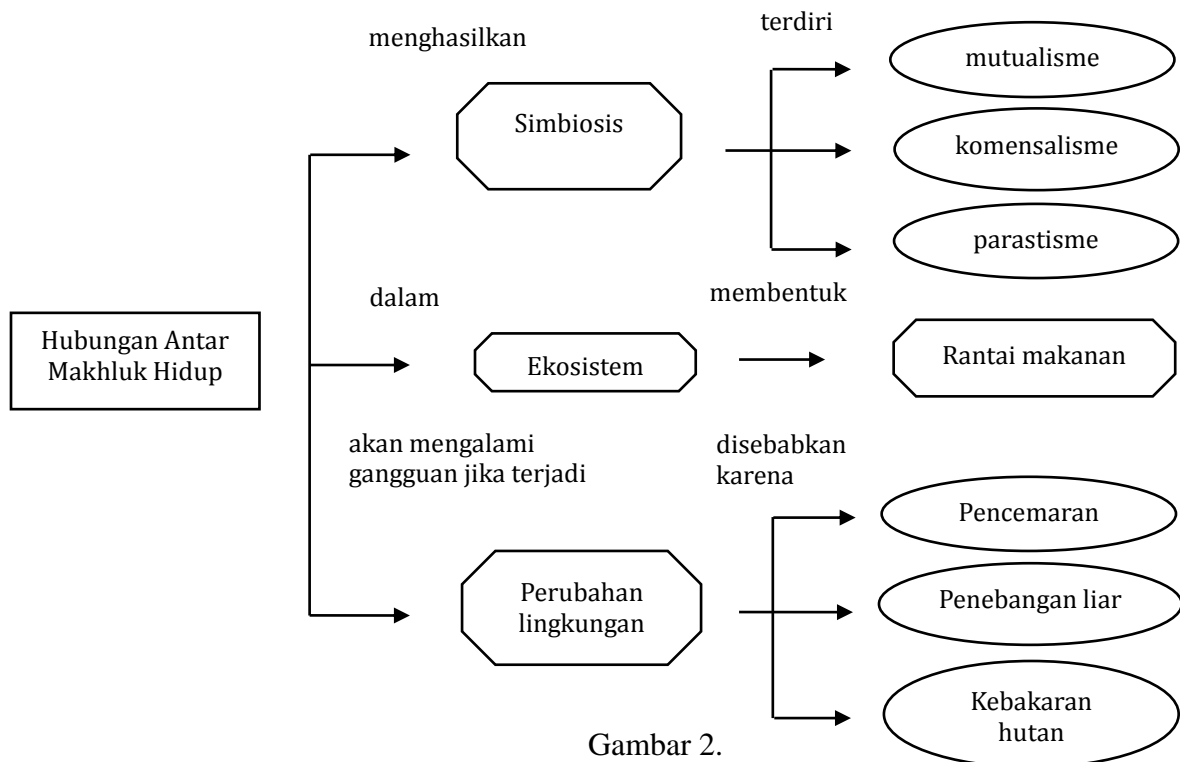 menghasilkan
terdiri
mutualisme
Simbiosis
komensalisme
parastisme
dalam
membentuk
Hubungan Antar
Makhluk Hidup
Ekosistem
Rantai makanan
akan mengalami
gangguan jika terjadi
disebabkan
karena
Pencemaran
Perubahan
lingkungan
Penebangan liar
Kebakaran
hutan
Gambar 2.